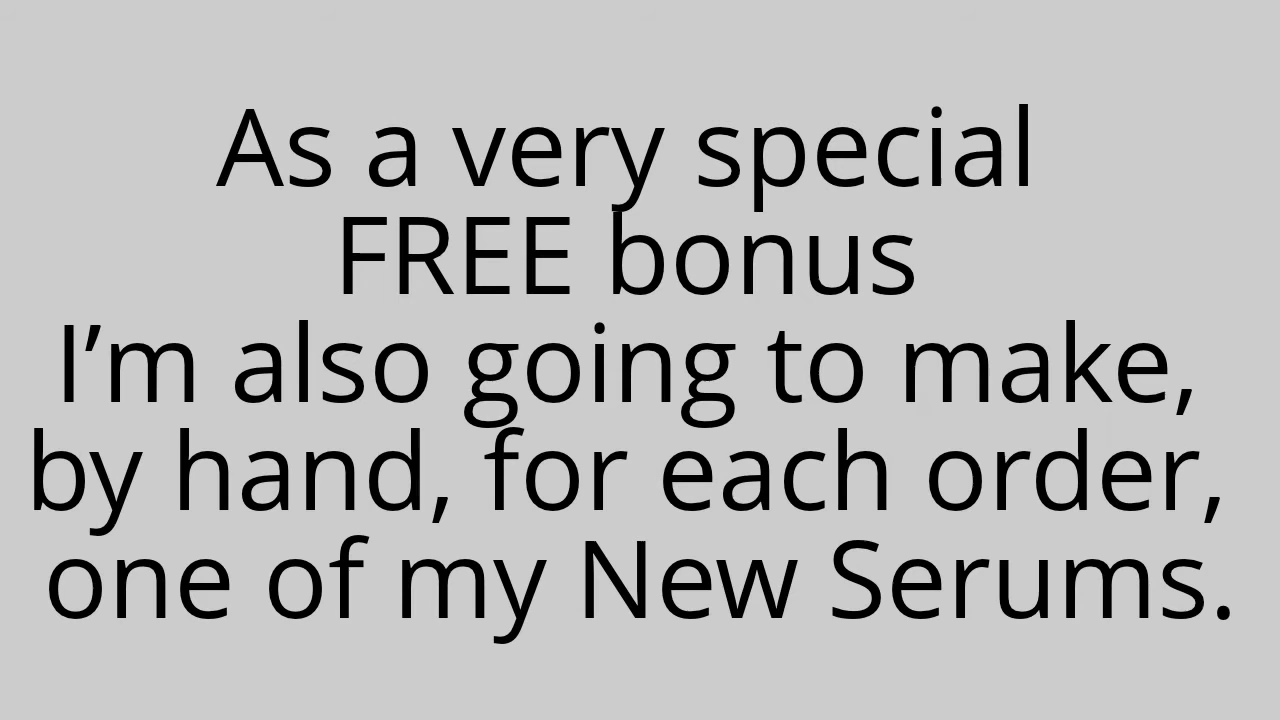 As a very special
FREE bonus
I’m also going to make,
by hand, for each order,
one of my New Serums.